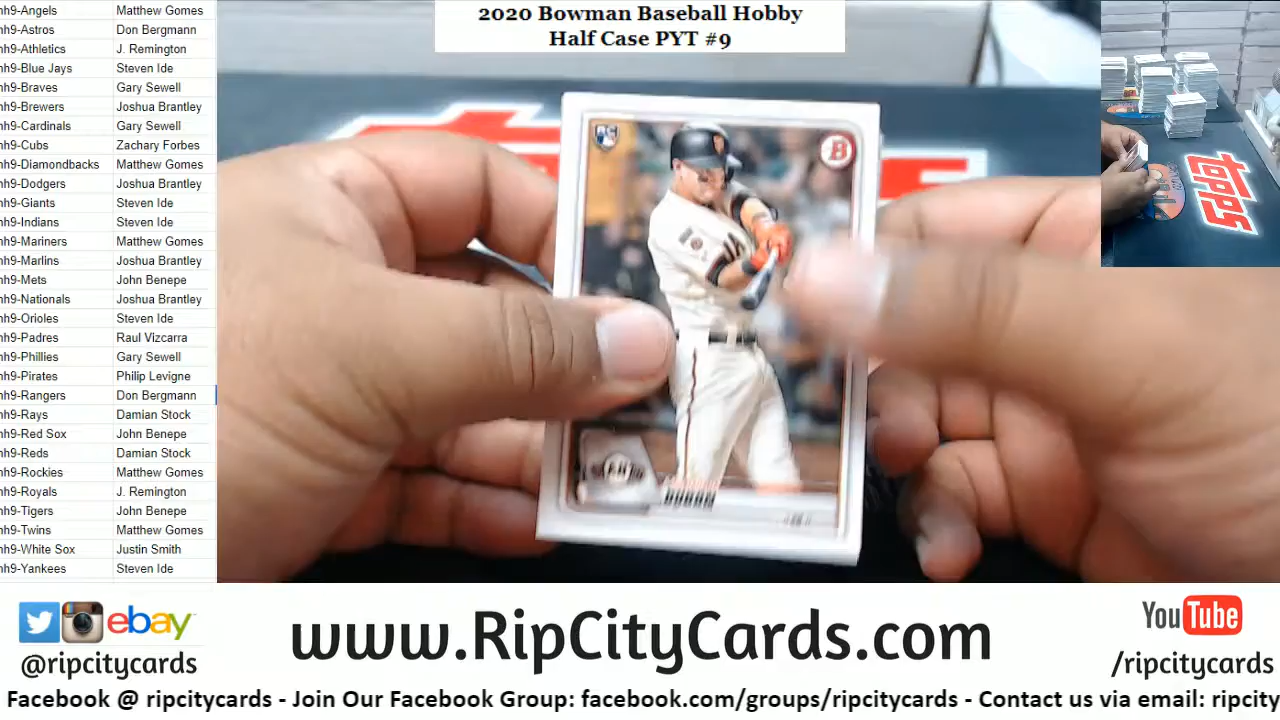 2020 Bowman Baseball Hobby
Half Case PYT #9
nh9-Angels Matthew Gomes
nh9-Astros Don Bergmann
nh9-Athletics J. Remington
nh9-Blue Jays Steven Ide
nh9-Braves Gary Sewell
nh9-Brewers Joshua Brantley
nh9-Cardinals Gary Sewell
nh9-Cubs Zachary Forbes
nh9-Diamondbacks Matthew Gomes
nh9-Dodgers Joshua Brantley
nh9-Giants Steven Ide
nh9-Indians Steven Ide
nh9-Mariners Matthew Gomes
nh9-Marlins Joshua Brantley
nh9-Mets John Benepe
nh9-Nationals Joshua Brantley
nh9-Orioles Steven Ide
nh9-Padres Raul Vizcarra
nh9-Phillies Gary Sewell
nh9-Pirates Philip Levigne
nh9-Rangers Don Bergmann
nh9-Rays Damian Stock
nh9-Red Sox John Benepe
nh9-Reds Damian Stock
nh9-Rockies Matthew Gomes
nh9-Royals J. Remington
nh9-Tigers John Benepe
nh9-Twins Matthew Gomes
nh9-White Sox Justin Smith
nh9-Yankees Steven Ide
RC
B
topps
ebay
@ripcitycards
www.RipCityCards.com
YouTube
/ripcitycards
Facebook @ ripcitycards - Join Our Facebook Group: facebook.com/groups/ripcitycards - Contact us via email: ripcity